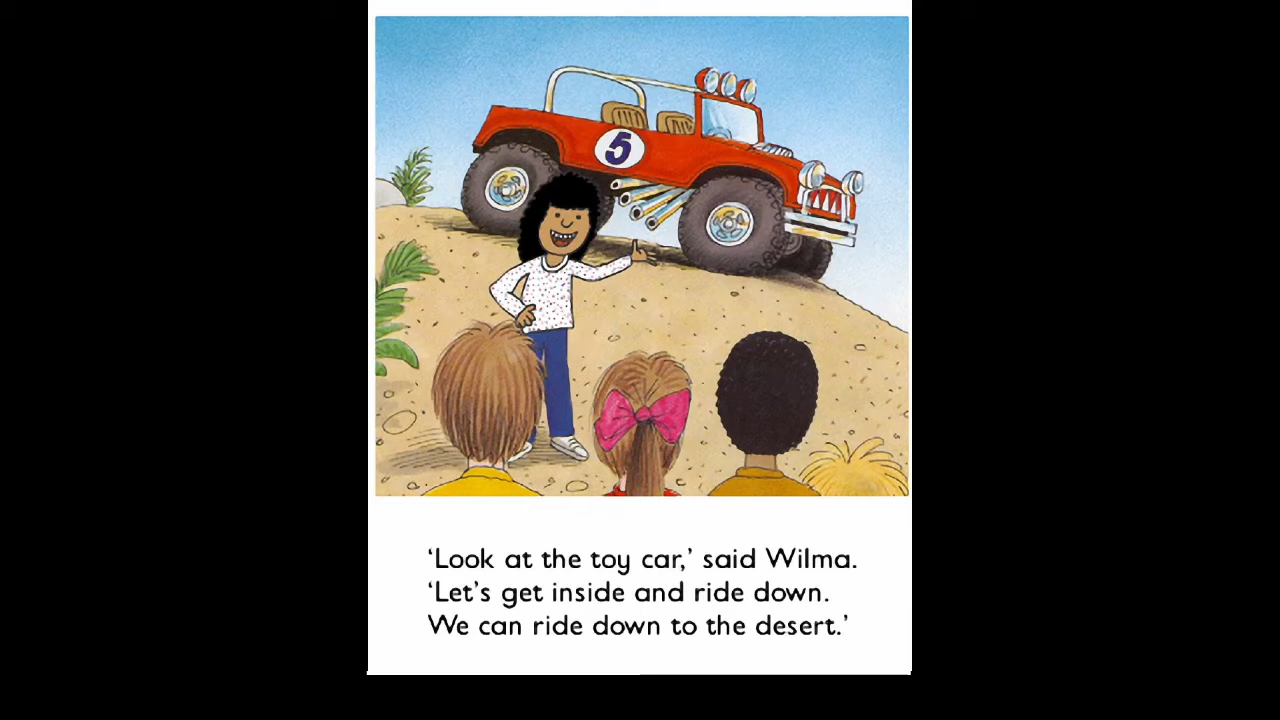 5
‘Look at the toy car,’ said Wilma.
‘Let’s get inside and ride down.
We can ride down to the desert.’